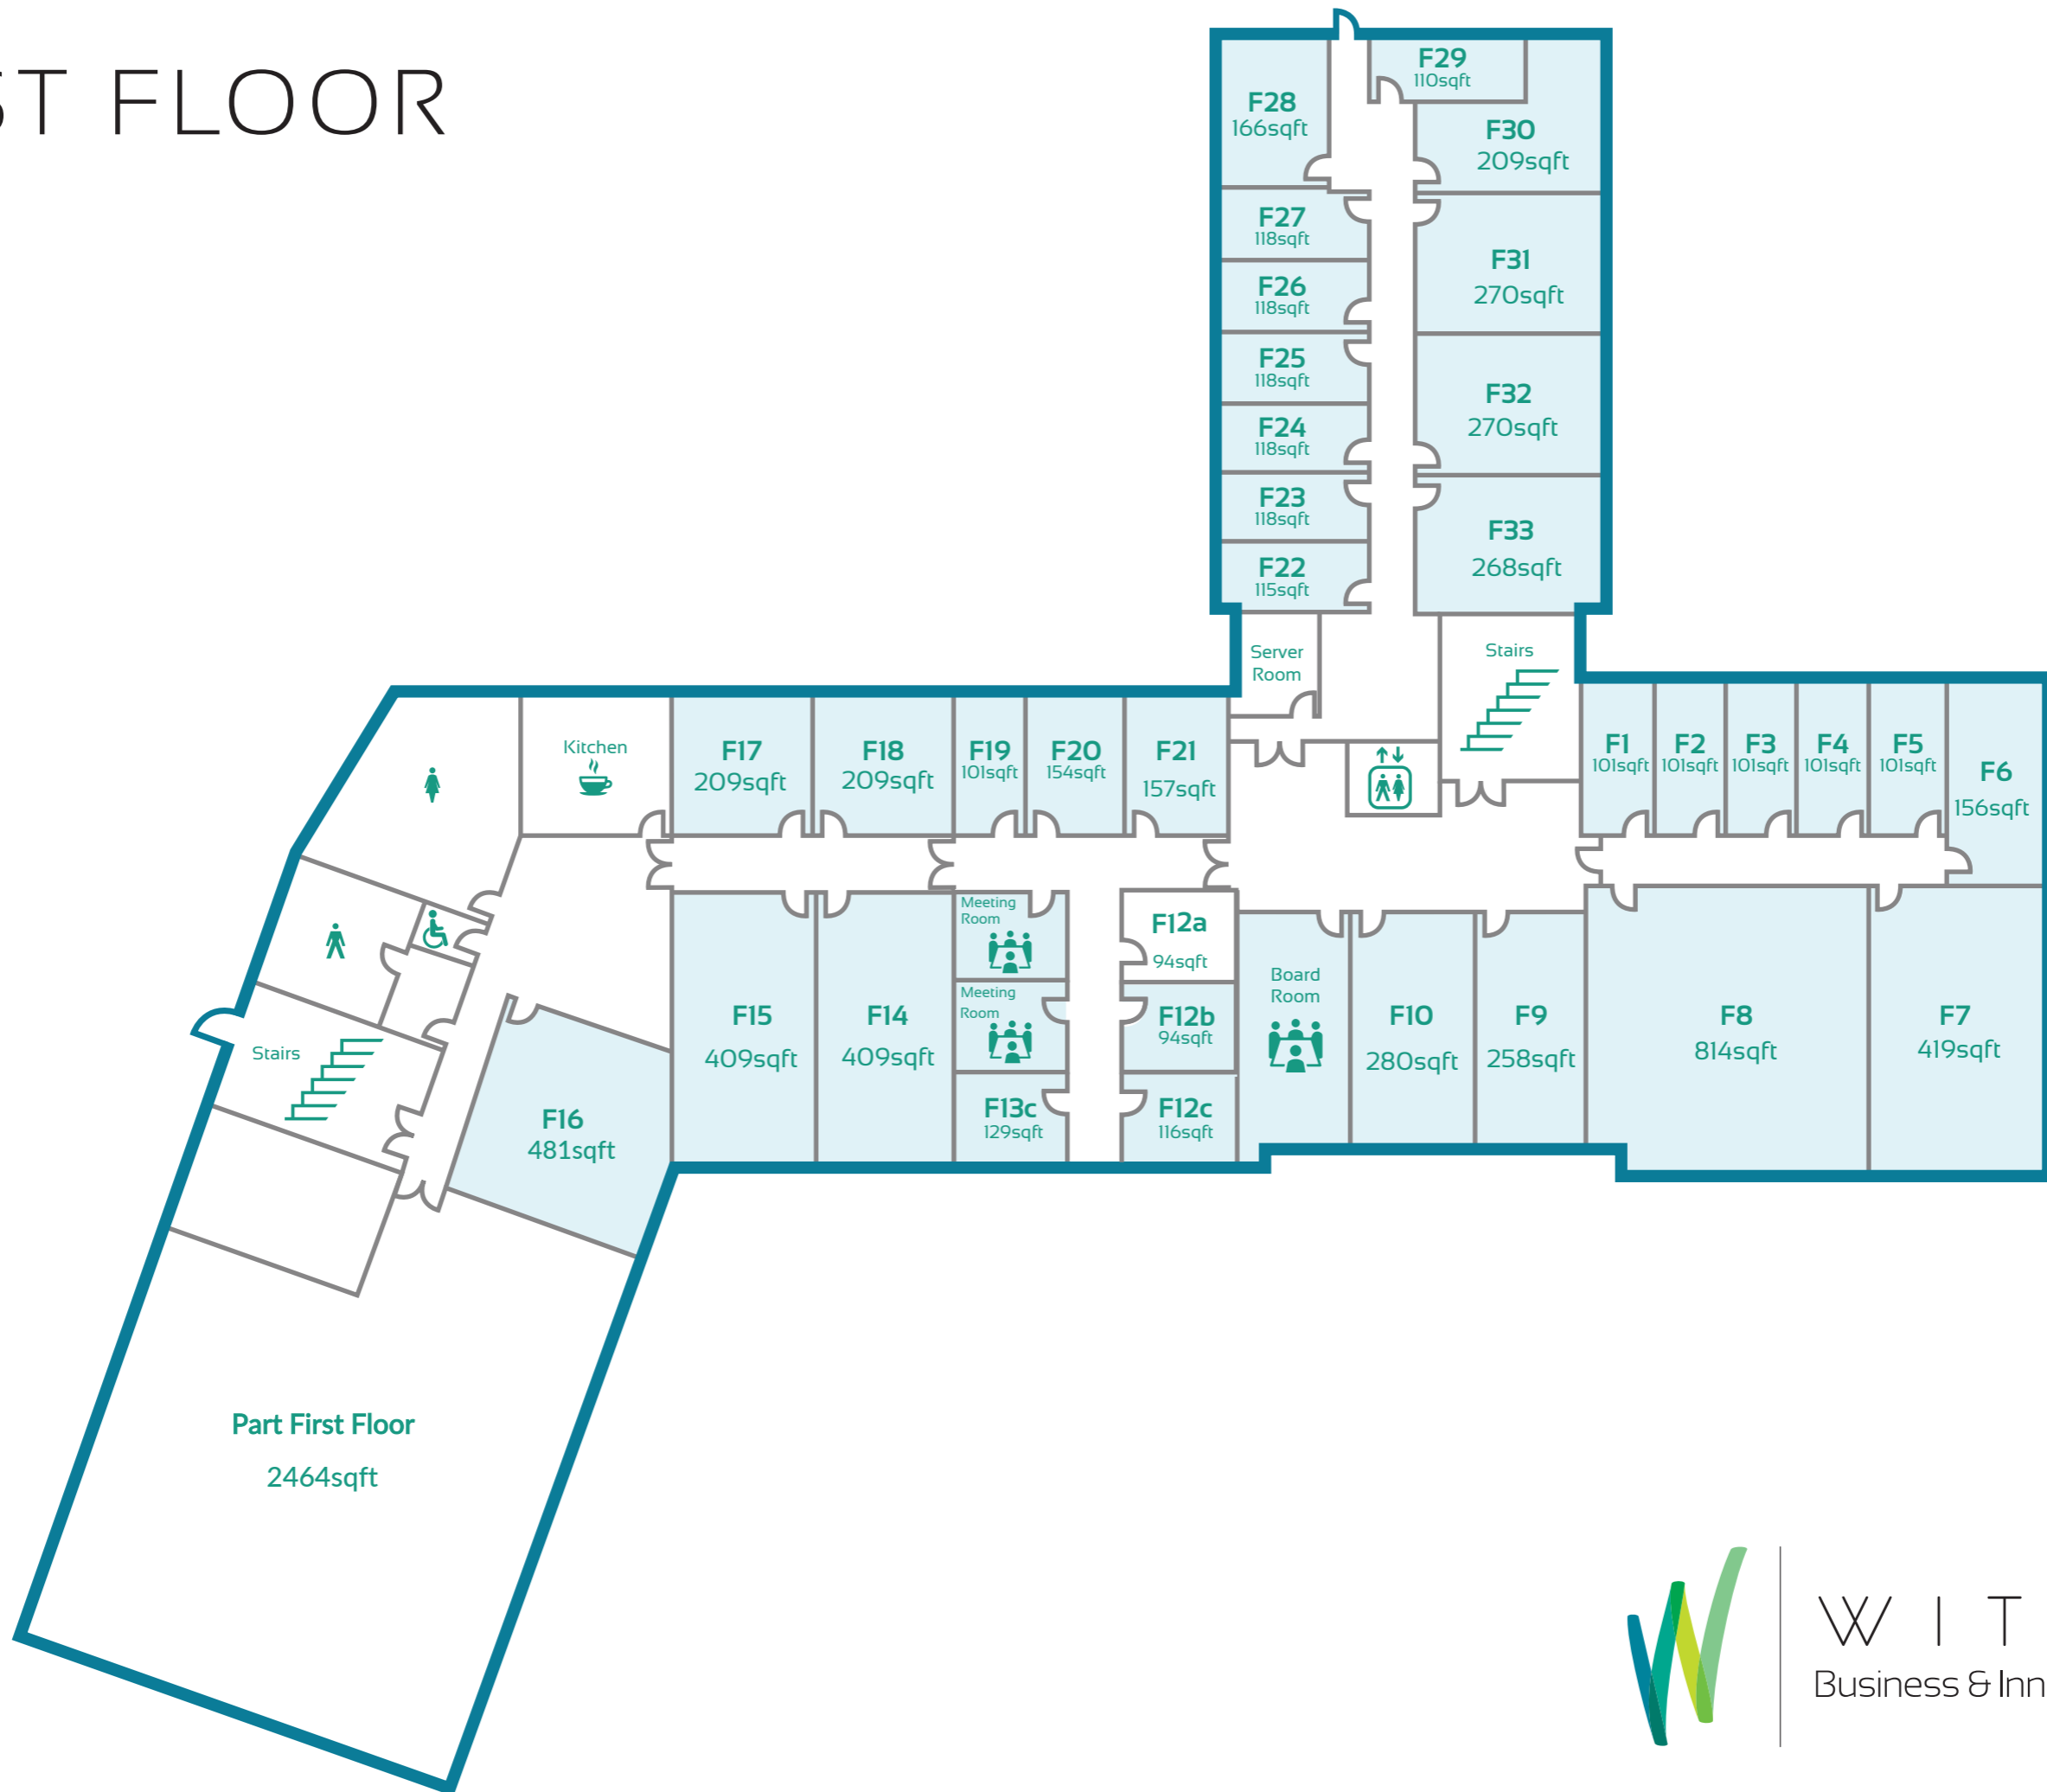 ST FLOOR
F29
110sqft
F28
166sqft
F30
209sqft
F27
118sqft
F31
270sqft
F26
118sqft
F25
118sqft
F32
270sqft
F24
118sqft
F23
118sqft
F33
268sqft
F22
115sqft
Server
Room
Stairs
Kitchen
F17
209sqft
F18
209sqft
F19
101sqft
F20
154sqft
F21
157sqft
F1
101sqft
F2
101sqft
F3
101sqft
F4
101sqft
F5
101sqft
F6
156sqft
Meeting
Room
F12a
94sqft
Board
Room
Meeting
Room
F12b
94sqft
F15
409sqft
F14
409sqft
F10
280sqft
F9
258sqft
F8
814sqft
F7
419sqft
Stairs
F16
481sqft
F13c
129sqft
F12c
116sqft
Part First Floor
2464sqft
WIT
Business & Inn